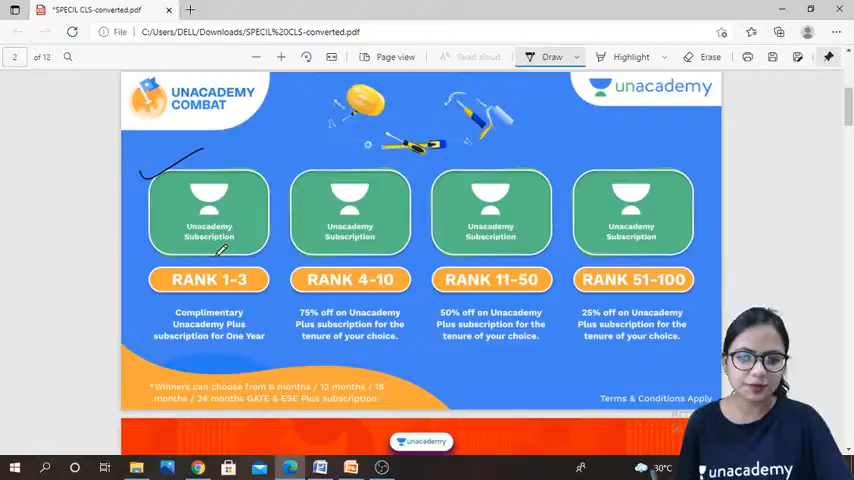 *SPECIL CLS-converted.pdf
File
C:/Users/DELL/Downloads/SPECIL%20CLS-converted.pdf
2
of 12
Page view
Read aloud
Draw
Highlight
Erase
UNACADEMY
COMBAT
unacademy
Unacademy
Subscription
Unacademy
Subscription
Unacademy
Subscription
Unacademy
Subscription
RANK 1-3
RANK 4-10
RANK 11-50
RANK 51-100
Complimentary
Unacademy Plus
subscription for One Year
75% off on Unacademy
Plus subscription for the
tenure of your choice.
50% off on Unacademy
Plus subscription for the
tenure of your choice.
25% off on Unacademy
Plus subscription for the
tenure of your choice.
*Winners can choose from 6 months / 12 months / 18
months / 24 months GATE & ESE Plus subscription.
Terms & Conditions Apply
unacademy
30°C
unacademy